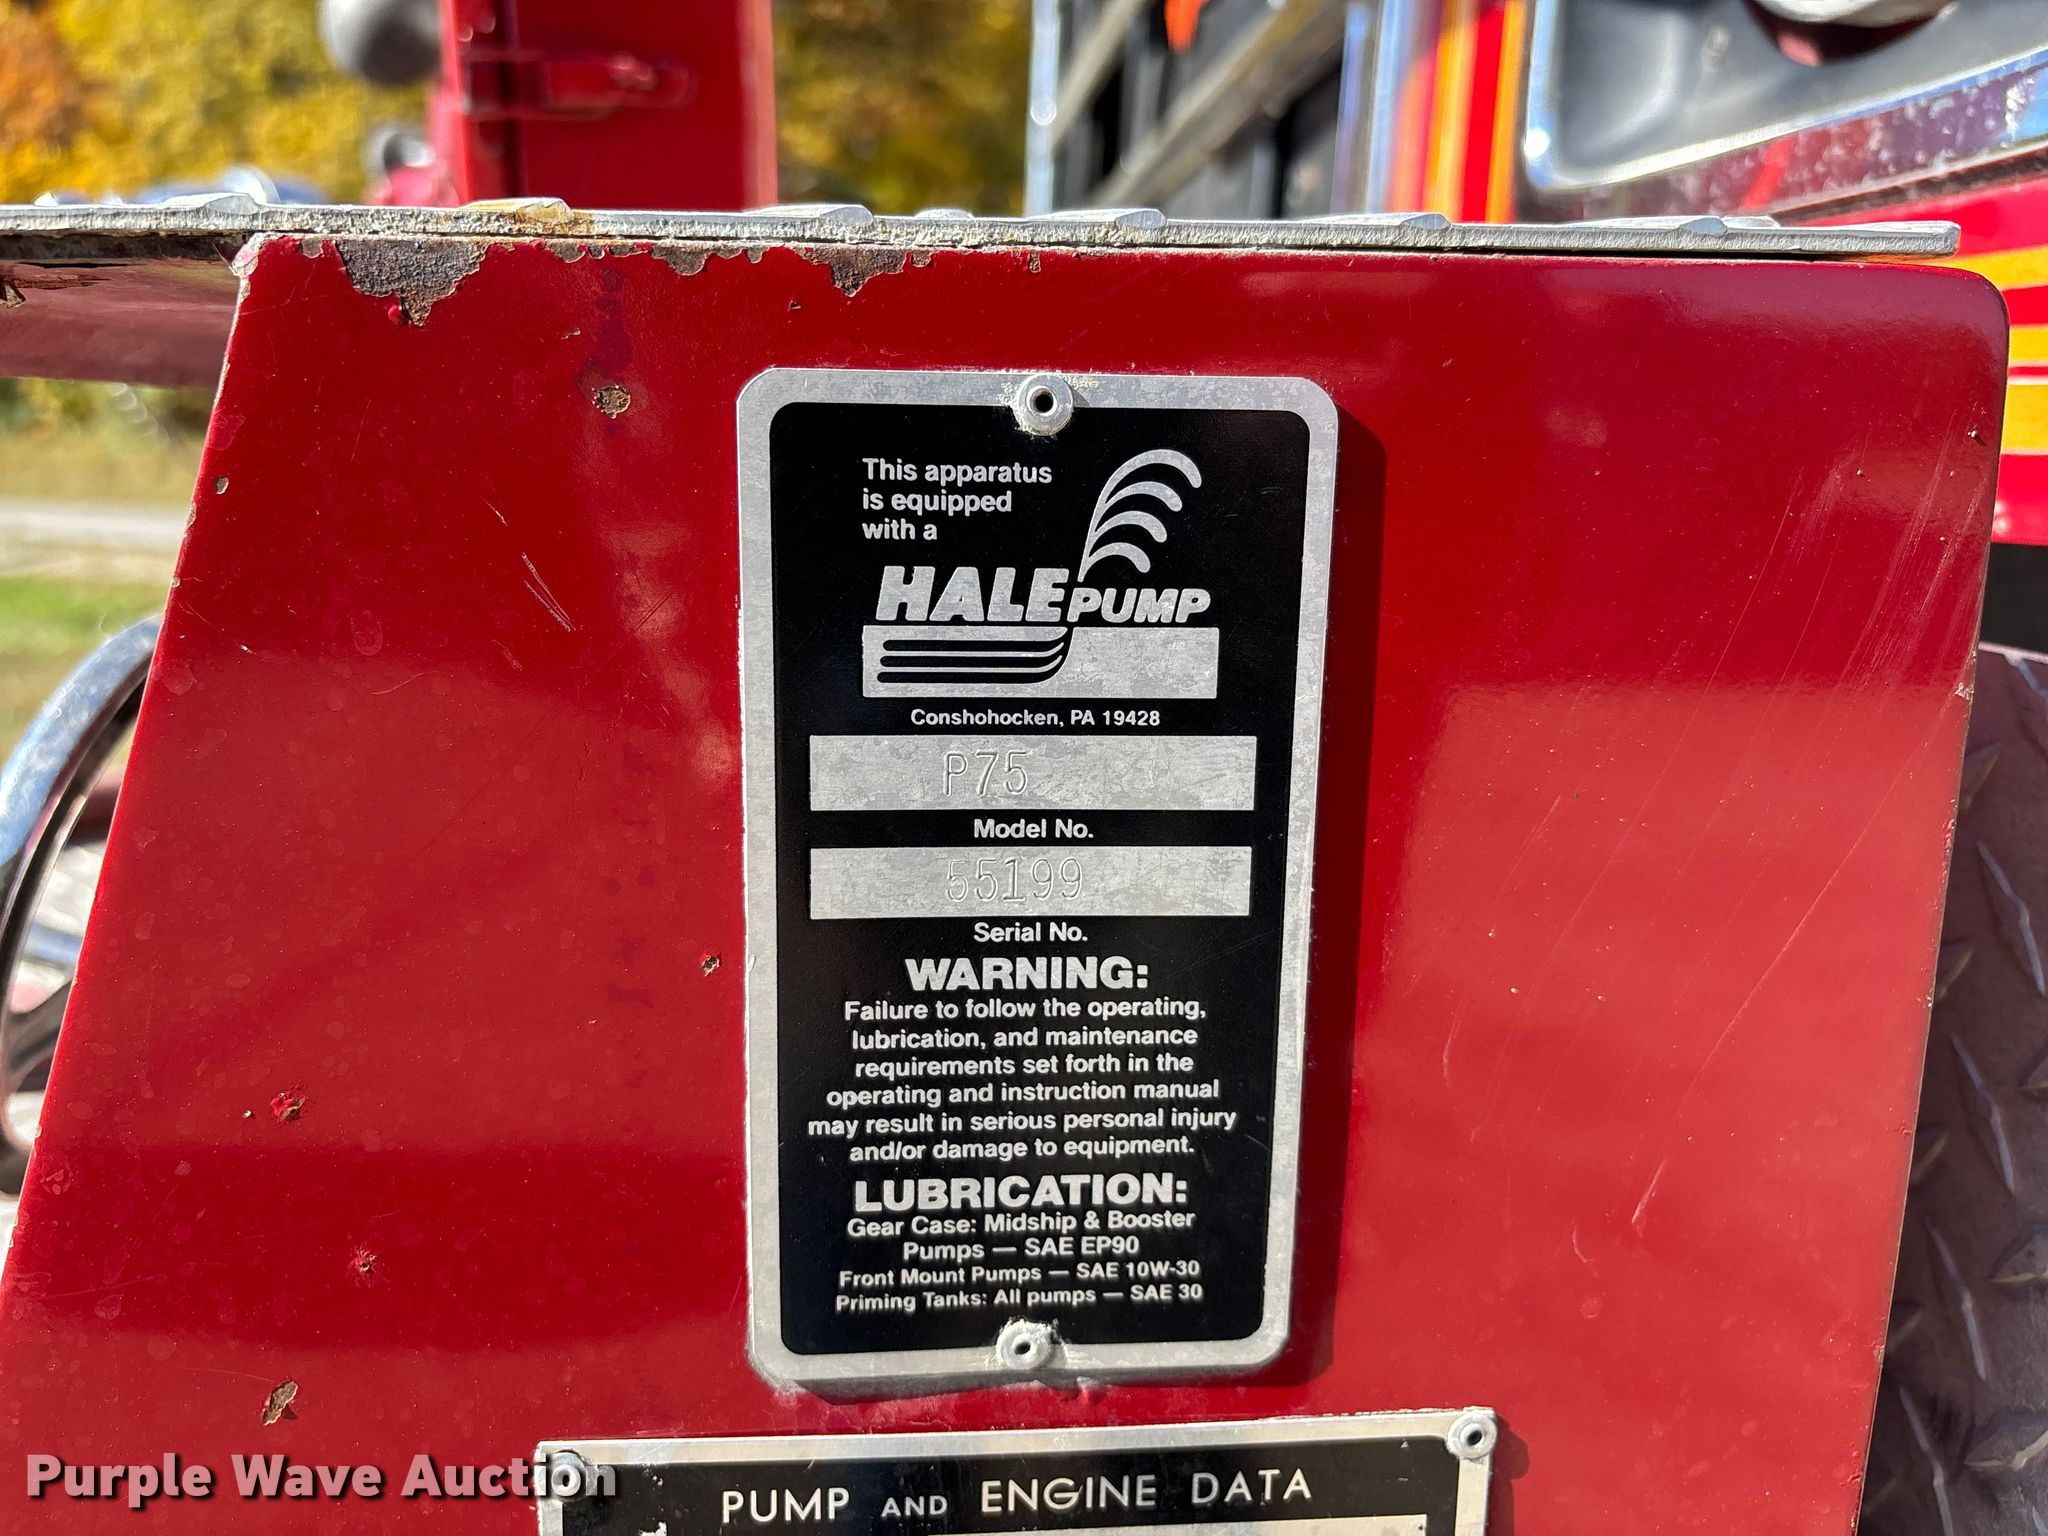 This apparatus
is equipped
with a
HALE PUMP
Conshohocken, PA 19428
P75
Model No.
55199
Serial No.
WARNING:
Failure to follow the operating,
lubrication, and maintenance
requirements set forth in the
operating and instruction manual
may result in serious personal injury
and/or damage to equipment.
LUBRICATION:
Gear Case: Midship & Booster
Pumps — SAE EP90
Front Mount Pumps — SAE 10W-30
Priming Tanks: All pumps — SAE 30
PUMP AND ENGINE DATA
Purple Wave Auction